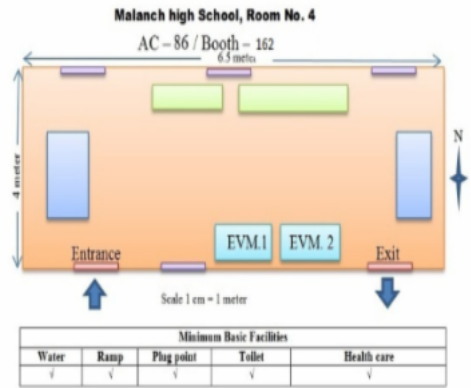 Malanch high School, Room No. 4
AC – 86 / Booth – 162
6.5 meter
4 meter
N
EVM.1 EVM. 2
Entrance Exit
Scale 1 cm = 1 meter
Minimum Basic Facilities
Water Ramp Plug point Toilet Health care
√ √ √ √ √